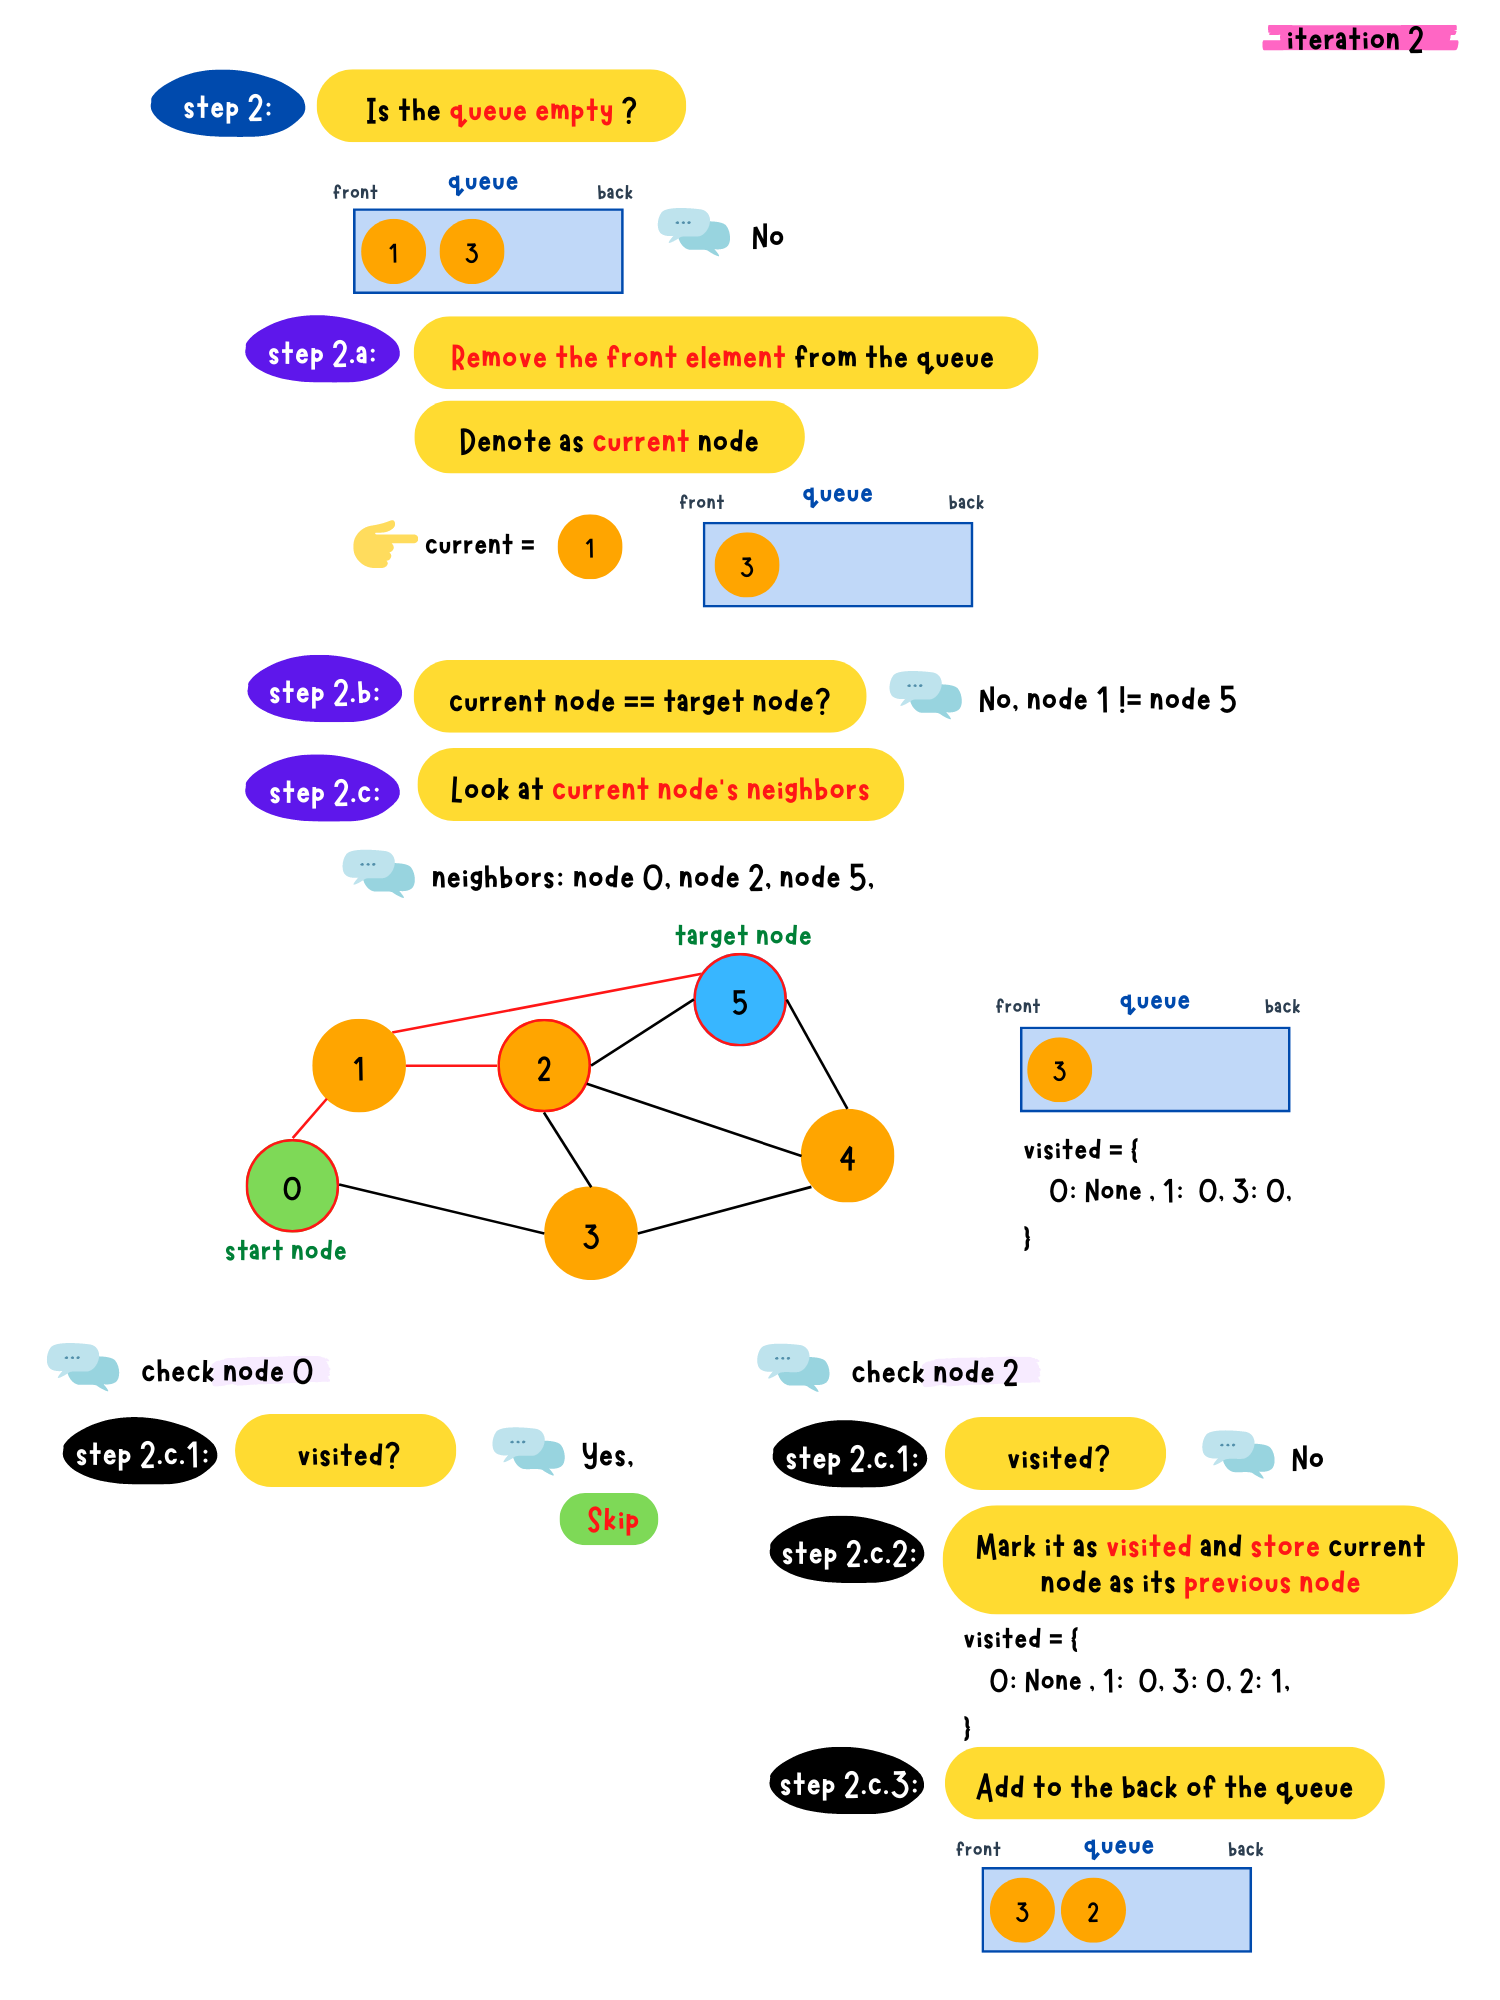 iteration 2
step 2: Is the queue empty ?
front queue back
1 3
No
step 2.a: Remove the front element from the queue
Denote as current node
front queue back
current = 1
3
step 2.b: current node == target node? No, node 1 != node 5
step 2.c: Look at current node's neighbors
neighbors: node 0, node 2, node 5,
target node
5
1
2
4
0
3
start node
front queue back
3
visited = {
0: None , 1: 0, 3: 0,
}
check node 0
step 2.c.1: visited? Yes,
Skip
check node 2
step 2.c.1: visited? No
step 2.c.2: Mark it as visited and store current
node as its previous node
visited = {
0: None , 1: 0, 3: 0, 2: 1,
}
step 2.c.3: Add to the back of the queue
front queue back
3 2